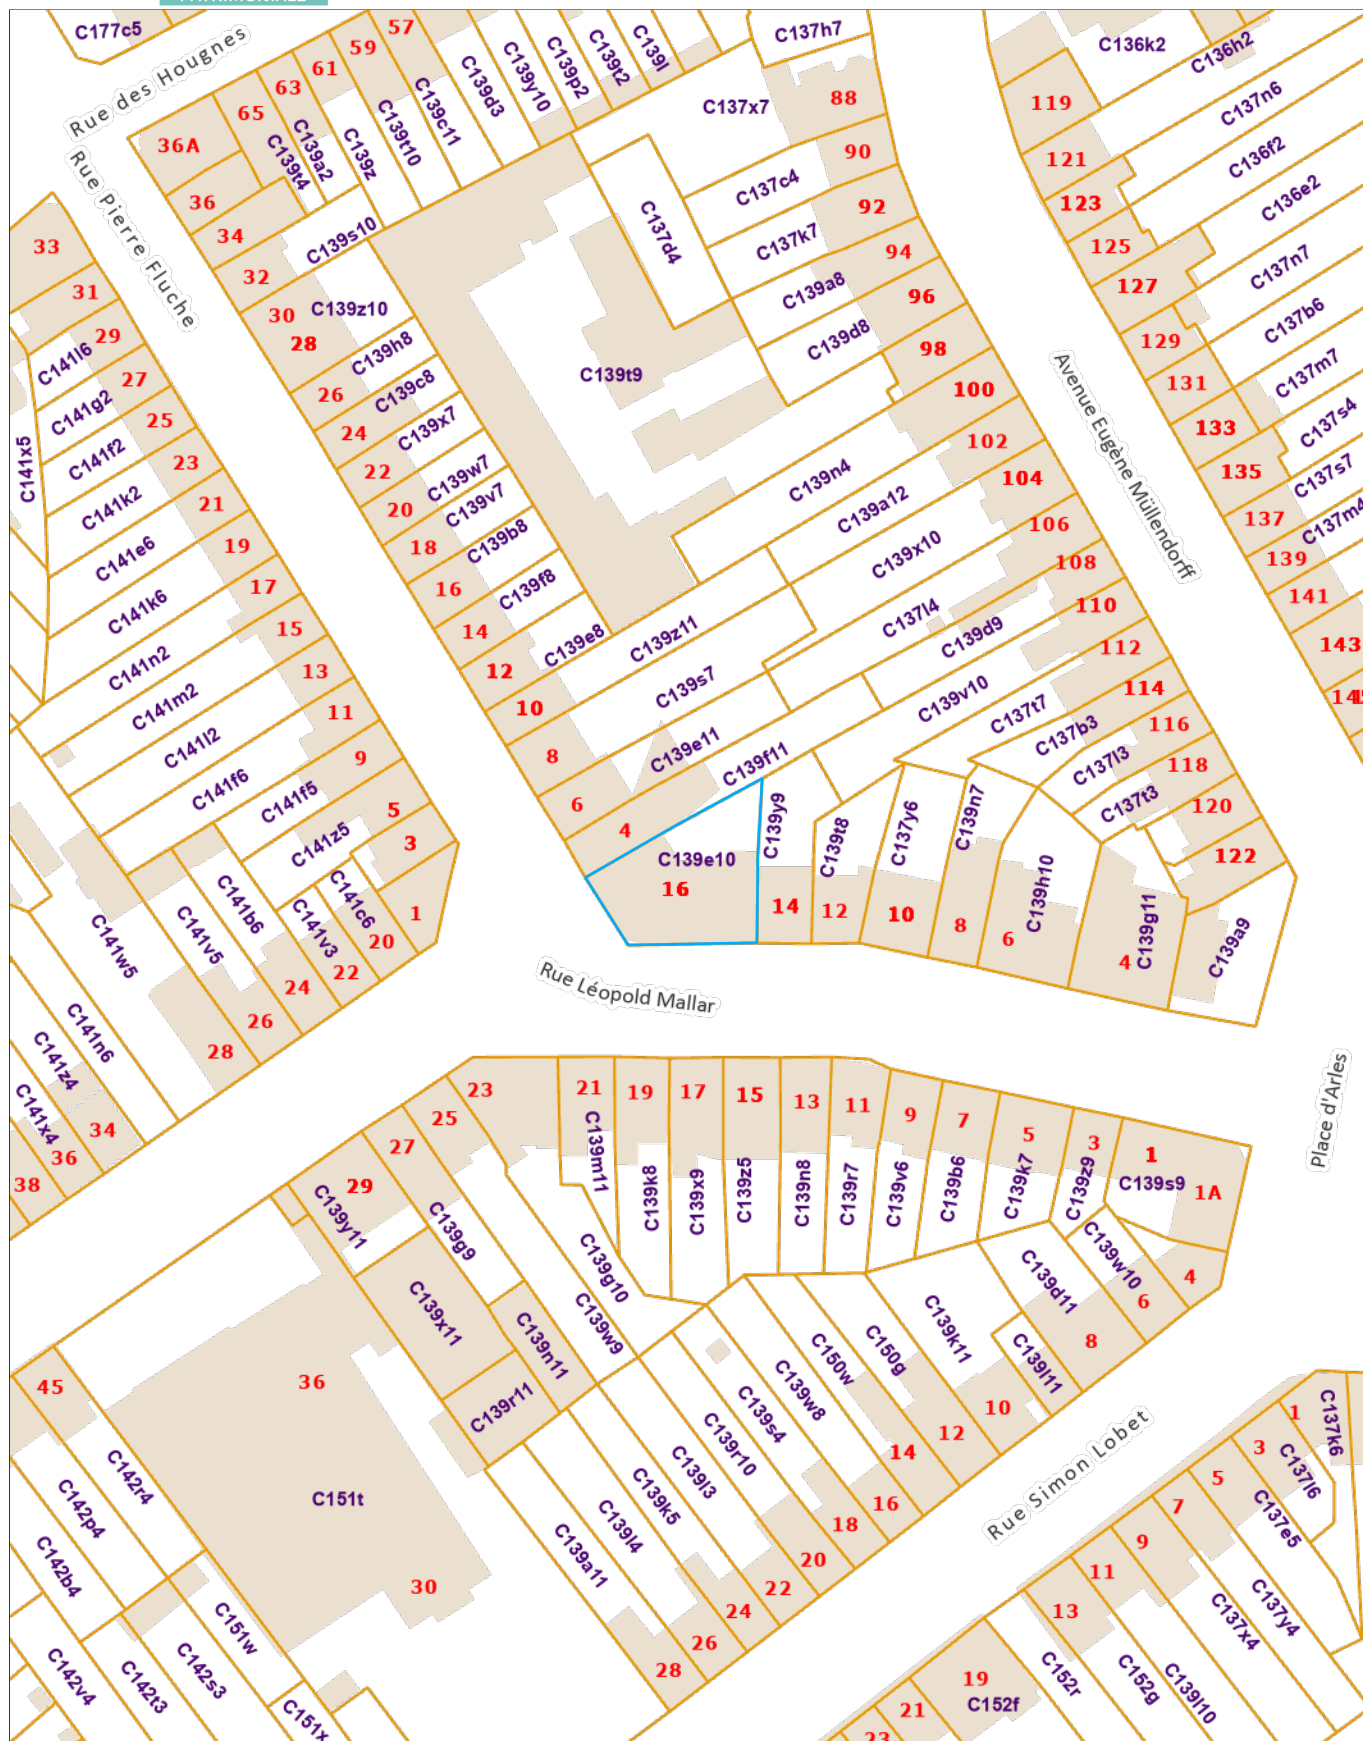 C177c5
Rue des Hougnes
57
59
61
63
65
36A
C139d3
C139y10
C139p2
C139t2
C139l
C137h7
C136k2
C136h2
C137x7
88
119
C137n6
C139c11
C139t10
C139z
C139a2
C139t4
90
121
C136f2
Rue Pierre Fluche
36
34
C139s10
C137c4
92
123
C136e2
33
C137d4
C137k7
94
125
C137n7
32
31
C139z10
30
28
C139a8
96
127
C137b6
29
C141l6
C139h8
C139d8
98
129
C137m7
27
C141g2
26
C139c8
C139t9
100
131
C137s4
Avenue Eugène Müllendorff
25
C141f2
24
C139x7
102
133
C141x5
23
C141k2
22
C139w7
C139n4
104
135
C137s7
21
C141e6
20
C139v7
C139a12
106
137
C137m4
19
C141k6
18
C139b8
C139x10
108
139
17
C141n2
16
C139f8
C137l4
110
141
15
C141m2
14
C139e8
C139z11
C139d9
112
143
13
C141l2
12
C139s7
C139v10
114
11
C141f6
10
C139e11
C137t7
116
9
C141f5
8
C139f11
C137b3
118
5
C141z5
6
C137l3
120
3
4
C137t3
122
C139e10
16
C139y9
C139t8
C137y6
C139n7
C139h10
C139g11
C139a9
14
12
10
8
6
4
C141c6
C141b6
C141v3
C141v5
C141w5
1
20
22
24
26
28
Rue Léopold Mallar
C141n6
C141z4
C141x4
34
36
38
Place d'Arles
23
25
27
29
21
19
17
15
13
11
9
7
5
3
1
1A
C139m11
C139k8
C139x9
C139z5
C139n8
C139r7
C139v6
C139b6
C139k7
C139z9
C139s9
C139y11
C139g9
C139g10
C139w9
C139w10
C139d11
4
6
8
C139x11
C139n11
C139r11
C139k11
C139l11
C150g
C150w
C139w8
C139s4
C139r10
C139l3
C139k5
C139l4
C139a11
10
12
14
16
18
20
22
24
26
28
45
36
C151t
30
C142r4
C142p4
C142b4
C151w
C142s3
C142t3
C142v4
C151x
Rue Simon Lobet
1
3
5
7
9
11
13
19
21
23
C137k6
C137l6
C137e5
C137y4
C137x4
C139l10
C152g
C152r
C152f